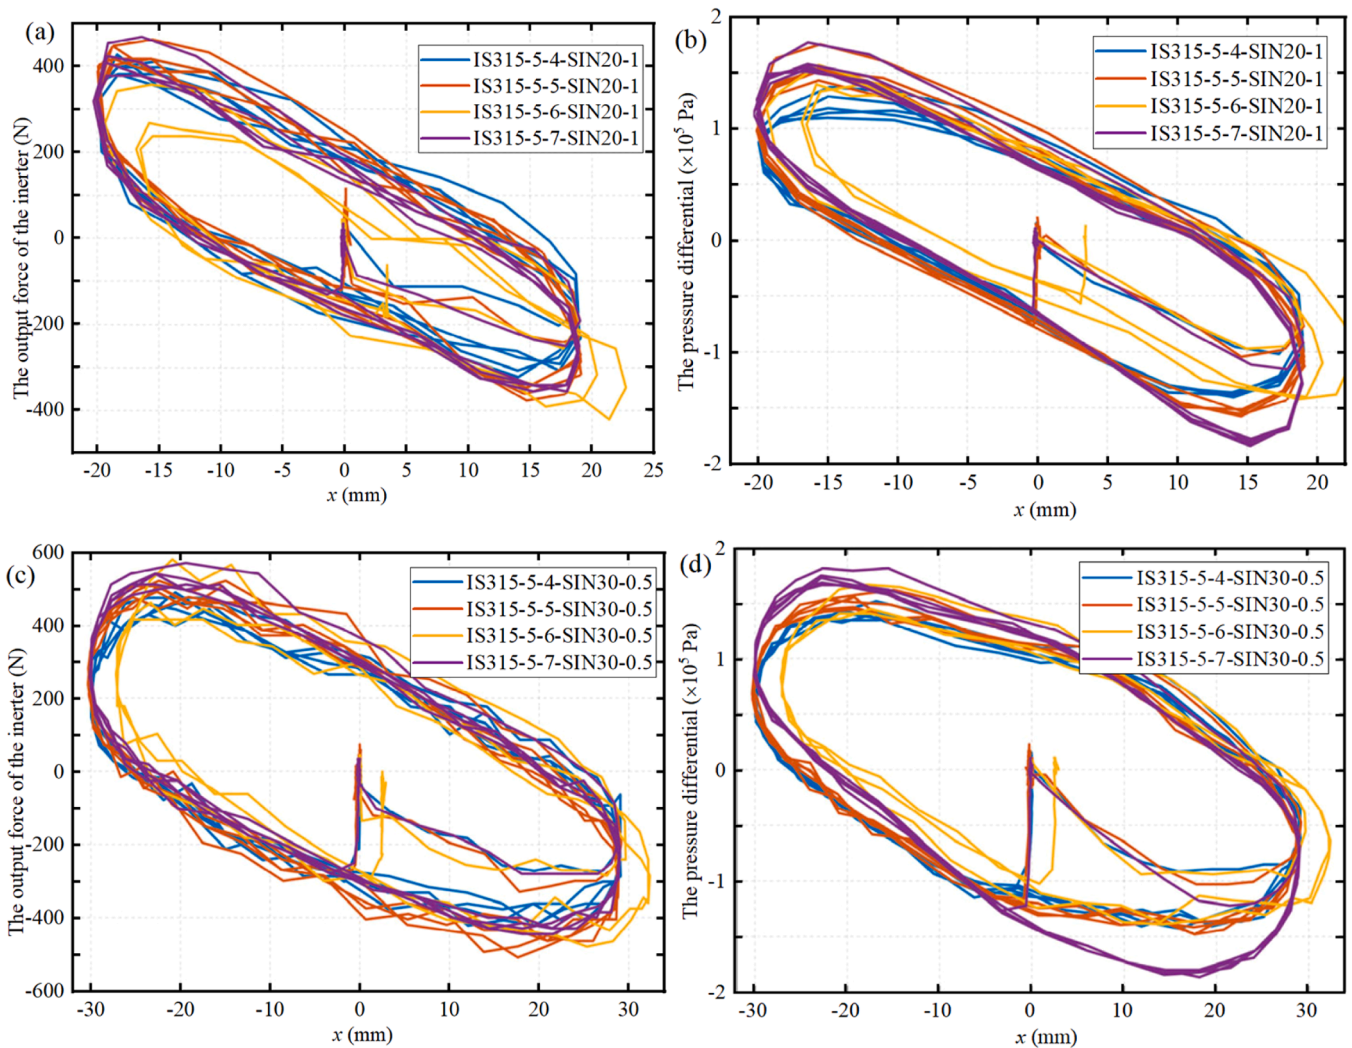 (a)
The output force of the inerter (N)
400
200
0
-200
-400
-20 -15 -10 -5 0 5 10 15 20 25
x (mm)
IS315-5-4-SIN20-1
IS315-5-5-SIN20-1
IS315-5-6-SIN20-1
IS315-5-7-SIN20-1
(b)
The pressure differential (×10⁵ Pa)
2
1
0
-1
-2
-20 -15 -10 -5 0 5 10 15 20
x (mm)
IS315-5-4-SIN20-1
IS315-5-5-SIN20-1
IS315-5-6-SIN20-1
IS315-5-7-SIN20-1
(c)
The output force of the inerter (N)
600
400
200
0
-200
-400
-600
-30 -20 -10 0 10 20 30
x (mm)
IS315-5-4-SIN30-0.5
IS315-5-5-SIN30-0.5
IS315-5-6-SIN30-0.5
IS315-5-7-SIN30-0.5
(d)
The pressure differential (×10⁵ Pa)
2
1
0
-1
-2
-30 -20 -10 0 10 20 30
x (mm)
IS315-5-4-SIN30-0.5
IS315-5-5-SIN30-0.5
IS315-5-6-SIN30-0.5
IS315-5-7-SIN30-0.5